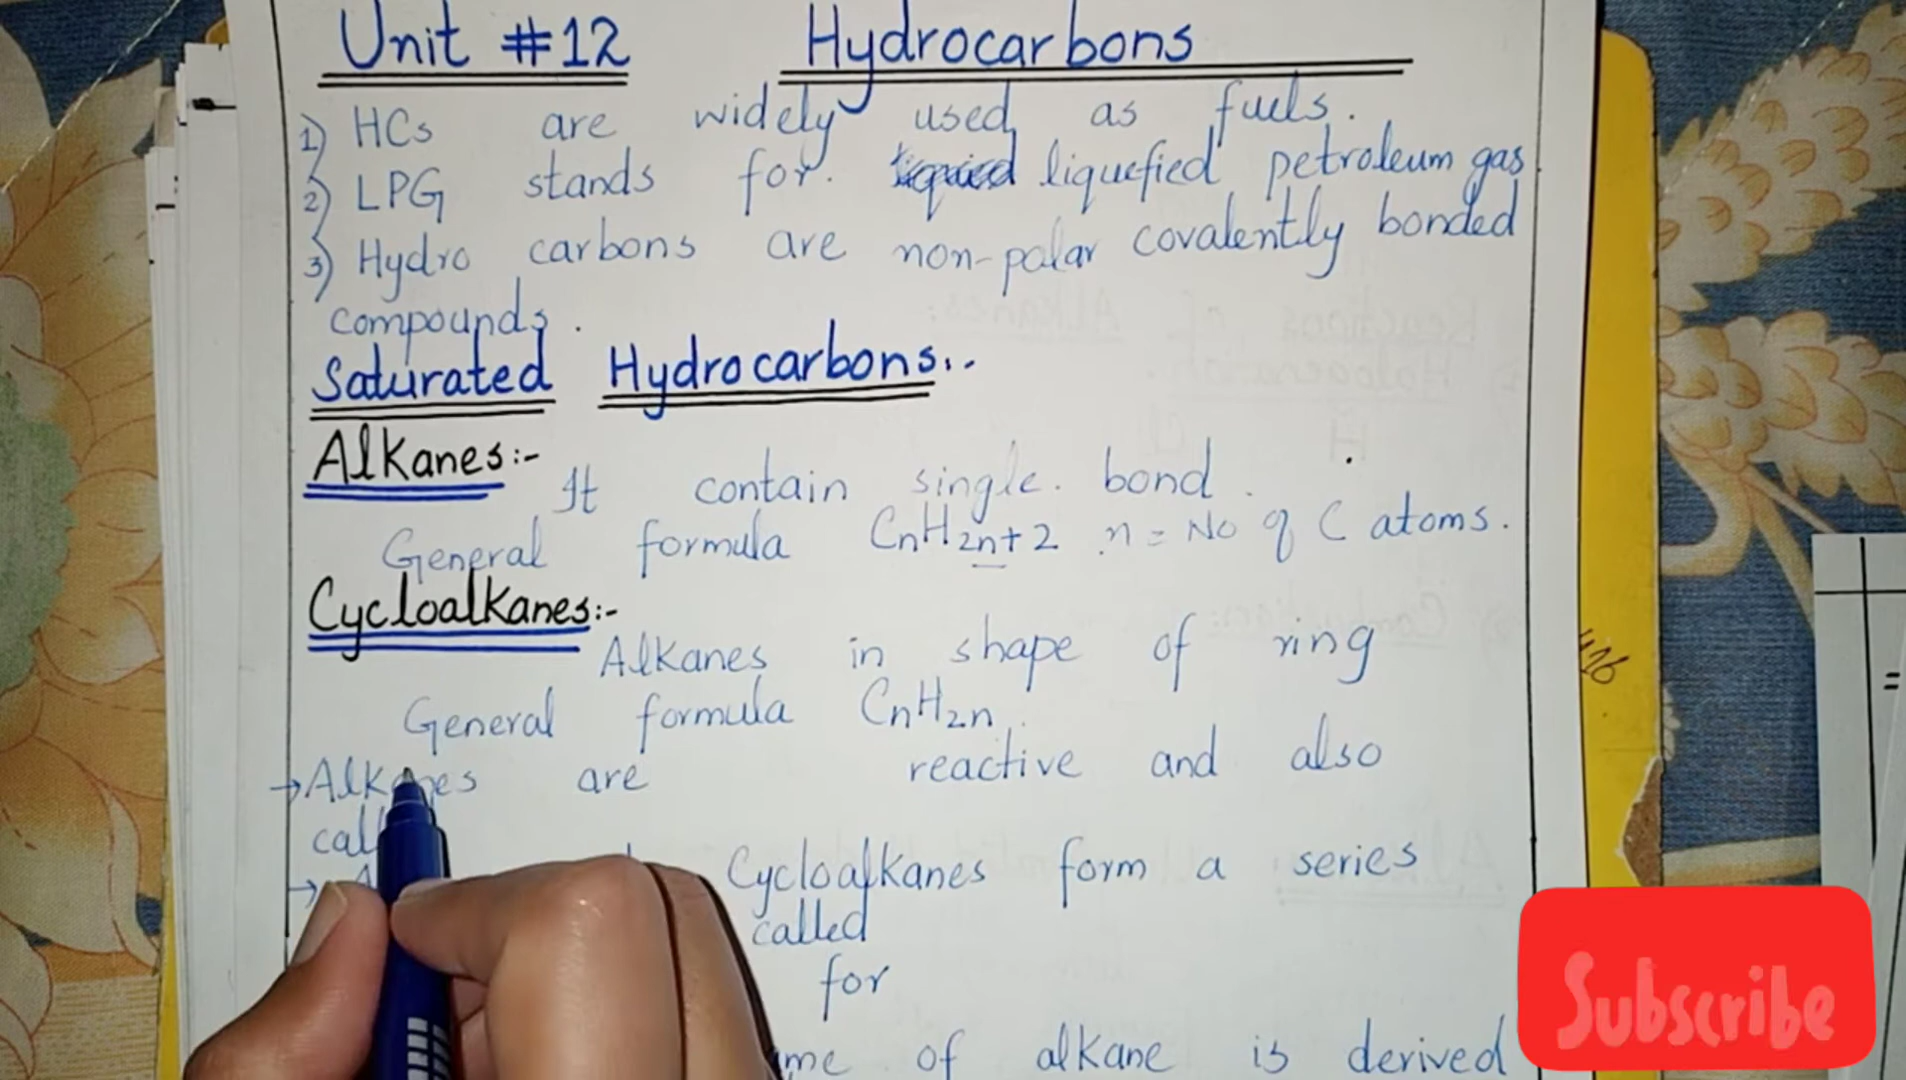 Unit #12 Hydrocarbons
1) HCs are widely used as fuels.
2) LPG stands for. liquefied petroleum gas
3) Hydro carbons are non-polar covalently bonded
compounds.
Saturated Hydrocarbons:-
Alkanes:-
It contain single. bond.
General formula CnH2n+2 n = No of C atoms.
Cycloalkanes:-
Alkanes in shape of ring
General formula CnH2n.
→ Alkanes are reactive and also
→ Cycloalkanes form a series
called
for
of alkane is derived
Subscribe